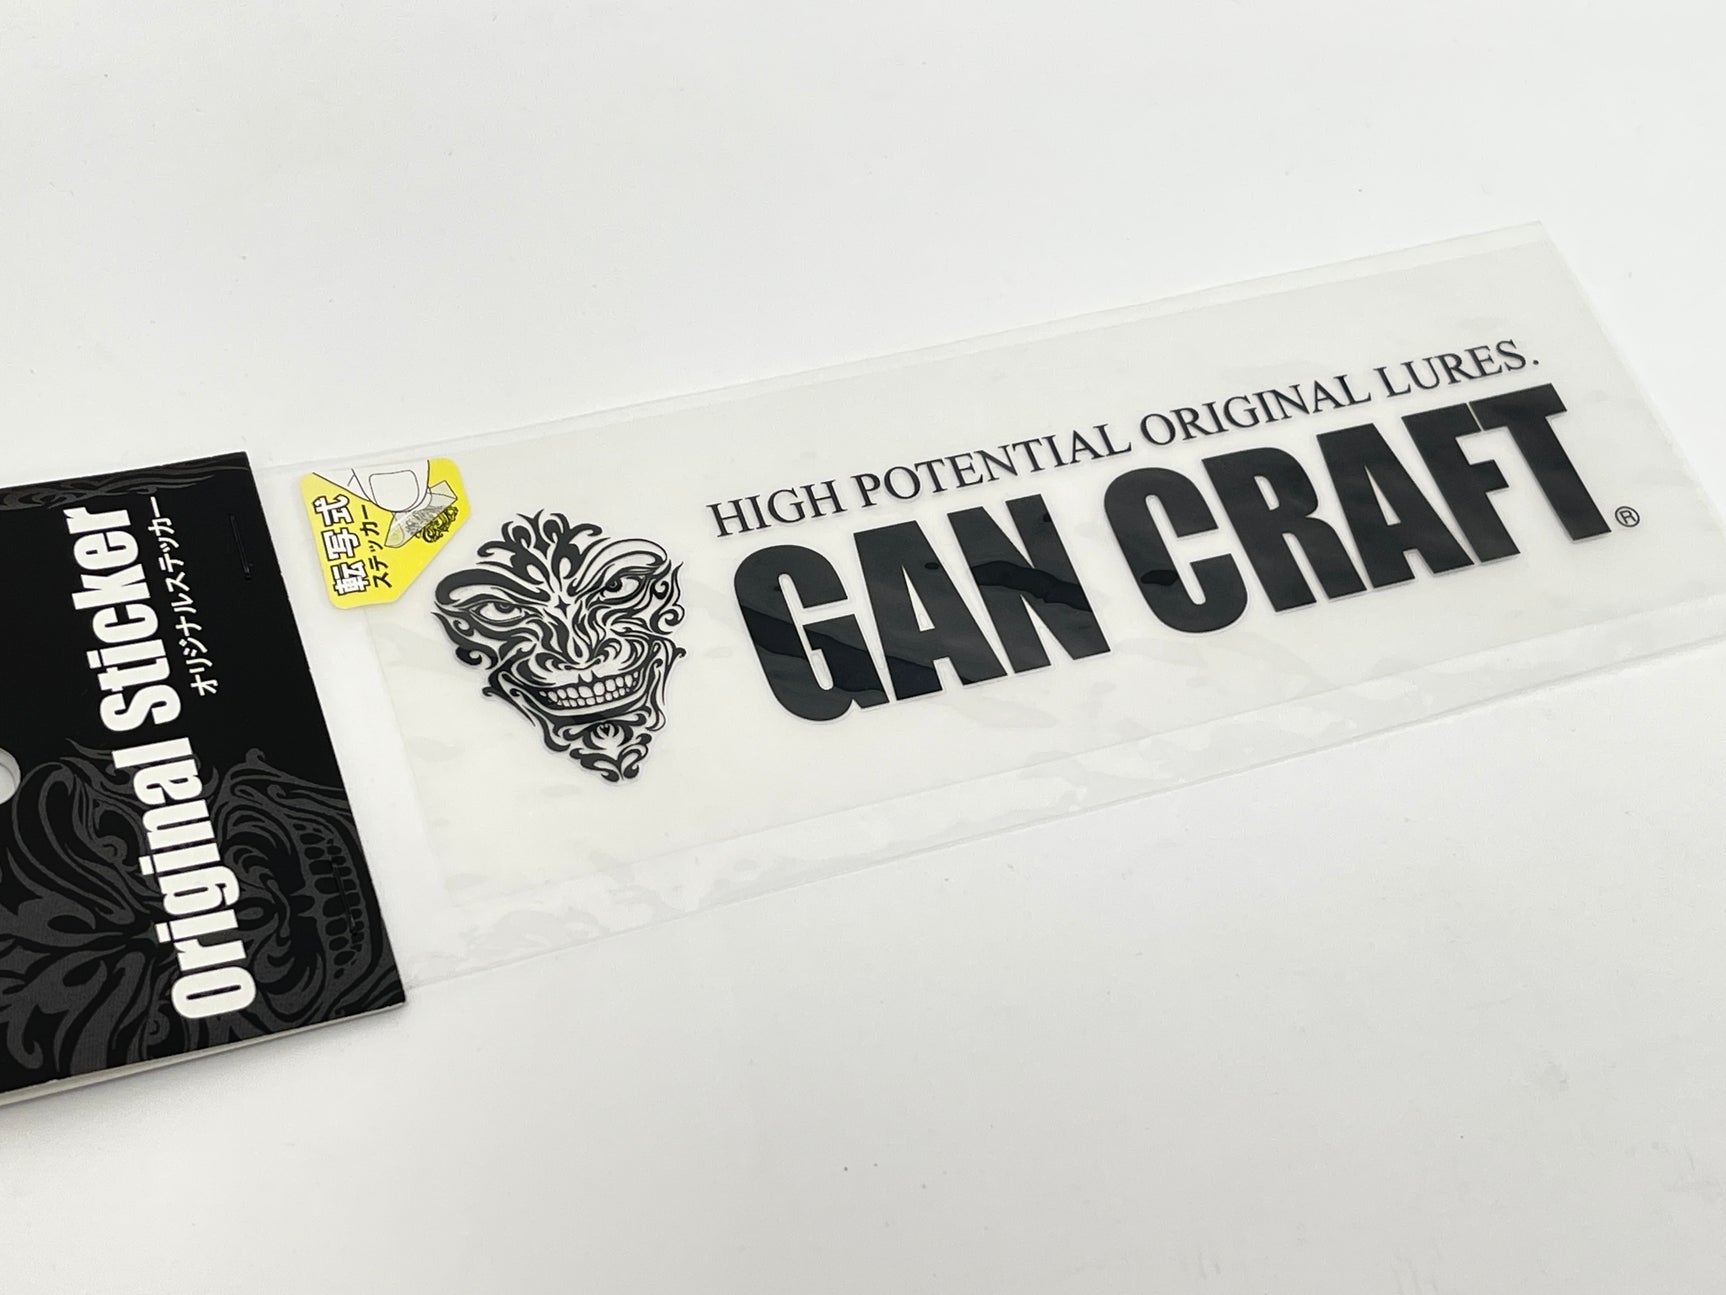 Original Sticker
オリジナルステッカー
転写式
ステッカー
HIGH POTENTIAL ORIGINAL LURES.
GAN CRAFT®